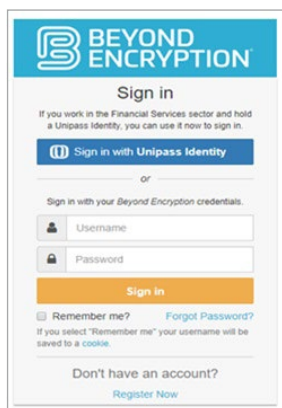 BEYOND
ENCRYPTION
Sign in
If you work in the Financial Services sector and hold
a Unipass Identity, you can use it now to sign in.
Sign in with Unipass Identity
or
Sign in with your Beyond Encryption credentials.
Username
Password
Sign in
Remember me? Forgot Password?
If you select "Remember me" your username will be
saved to a cookie.
Don't have an account?
Register Now